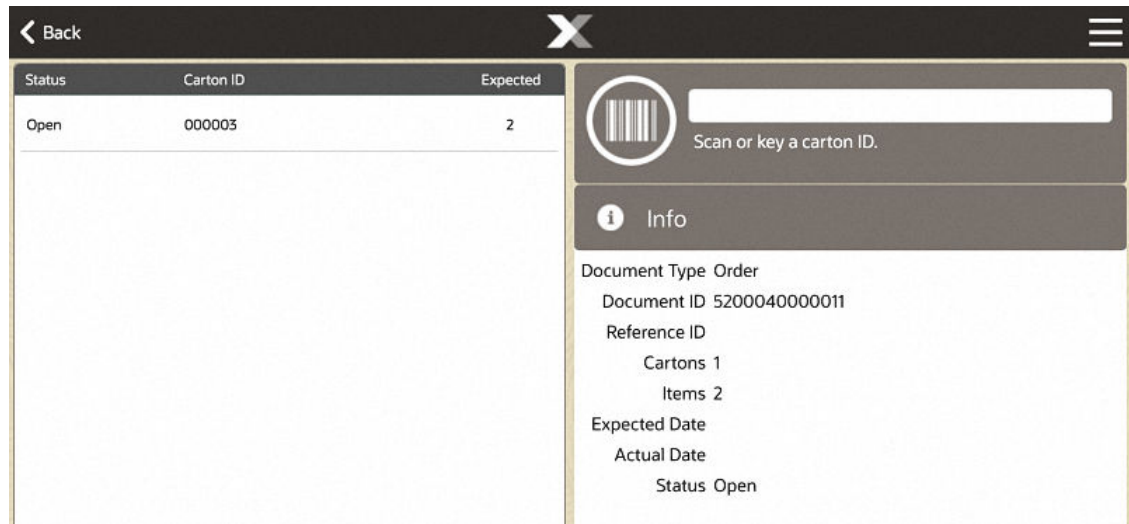 Back
Status Carton ID Expected
Open 000003 2
Scan or key a carton ID.
Info
Document Type Order
Document ID 5200040000011
Reference ID
Cartons 1
Items 2
Expected Date
Actual Date
Status Open